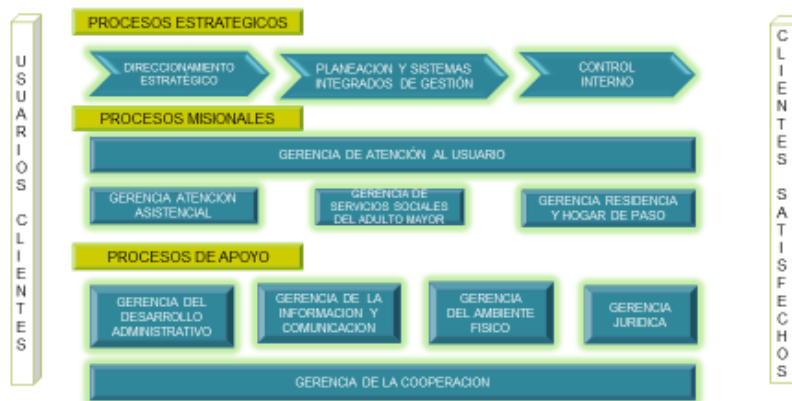 USUARIOS CLIENTES
PROCESOS ESTRATEGICOS
DIRECCIONAMIENTO
ESTRATÉGICO
PLANEACION Y SISTEMAS
INTEGRADOS DE GESTIÓN
CONTROL
INTERNO
PROCESOS MISIONALES
GERENCIA DE ATENCIÓN AL USUARIO
GERENCIA ATENCION
ASISTENCIAL
GERENCIA DE
SERVICIOS SOCIALES
DEL ADULTO MAYOR
GERENCIA RESIDENCIA
Y HOGAR DE PASO
PROCESOS DE APOYO
GERENCIA DEL
DESARROLLO
ADMINISTRATIVO
GERENCIA DE LA
INFORMACION Y
COMUNICACION
GERENCIA
DEL AMBIENTE
FISICO
GERENCIA
JURIDICA
GERENCIA DE LA COOPERACION
CLIENTES SATISFECHOS